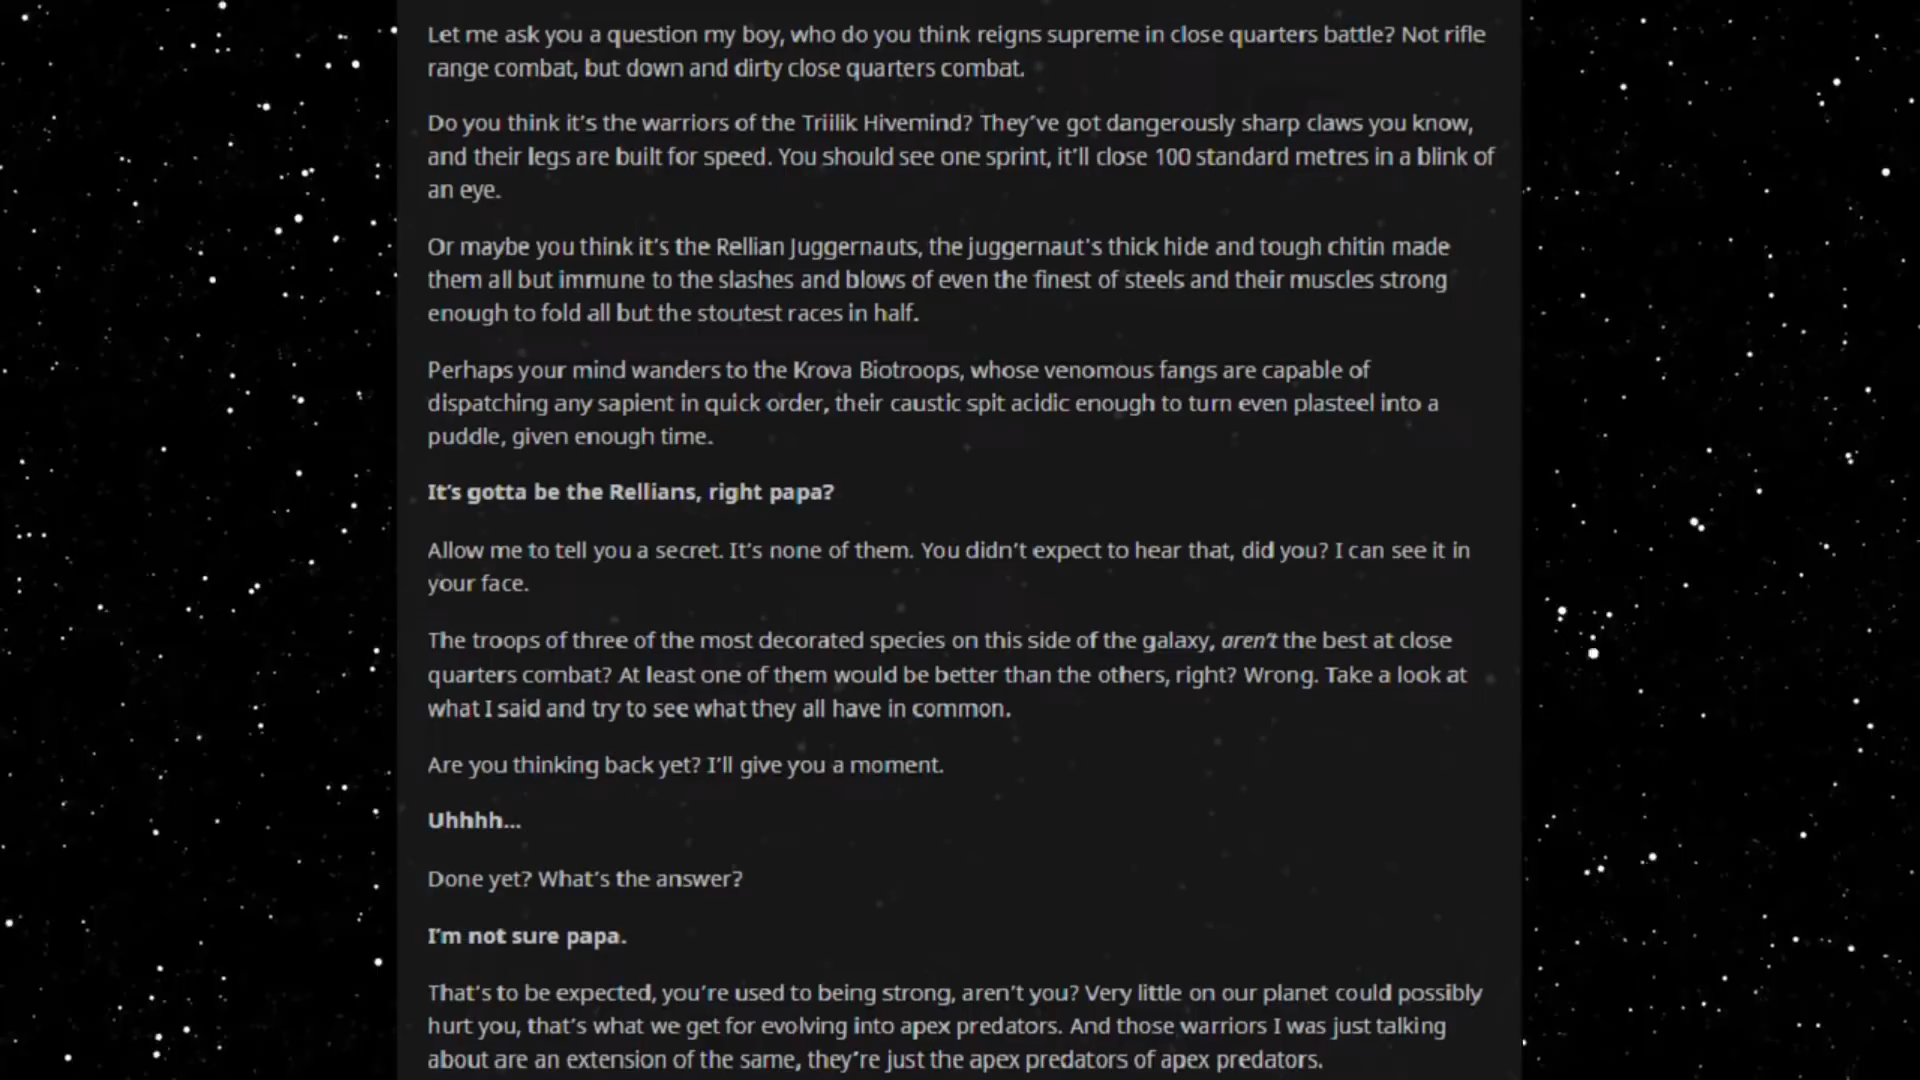 Let me ask you a question my boy, who do you think reigns supreme in close quarters battle? Not rifle
range combat, but down and dirty close quarters combat.
Do you think it's the warriors of the Triilik Hivemind? They've got dangerously sharp claws you know,
and their legs are built for speed. You should see one sprint, it'll close 100 standard metres in a blink of
an eye.
Or maybe you think it's the Rellian Juggernauts, the juggernaut's thick hide and tough chitin made
them all but immune to the slashes and blows of even the finest of steels and their muscles strong
enough to fold all but the stoutest races in half.
Perhaps your mind wanders to the Krova Biotroops, whose venomous fangs are capable of
dispatching any sapient in quick order, their caustic spit acidic enough to turn even plasteel into a
puddle, given enough time.
It's gotta be the Rellians, right papa?
Allow me to tell you a secret. It's none of them. You didn't expect to hear that, did you? I can see it in
your face.
The troops of three of the most decorated species on this side of the galaxy, aren't the best at close
quarters combat? At least one of them would be better than the others, right? Wrong. Take a look at
what I said and try to see what they all have in common.
Are you thinking back yet? I'll give you a moment.
Uhhhh...
Done yet? What's the answer?
I'm not sure papa.
That's to be expected, you're used to being strong, aren't you? Very little on our planet could possibly
hurt you, that's what we get for evolving into apex predators. And those warriors I was just talking
about are an extension of the same, they're just the apex predators of apex predators.